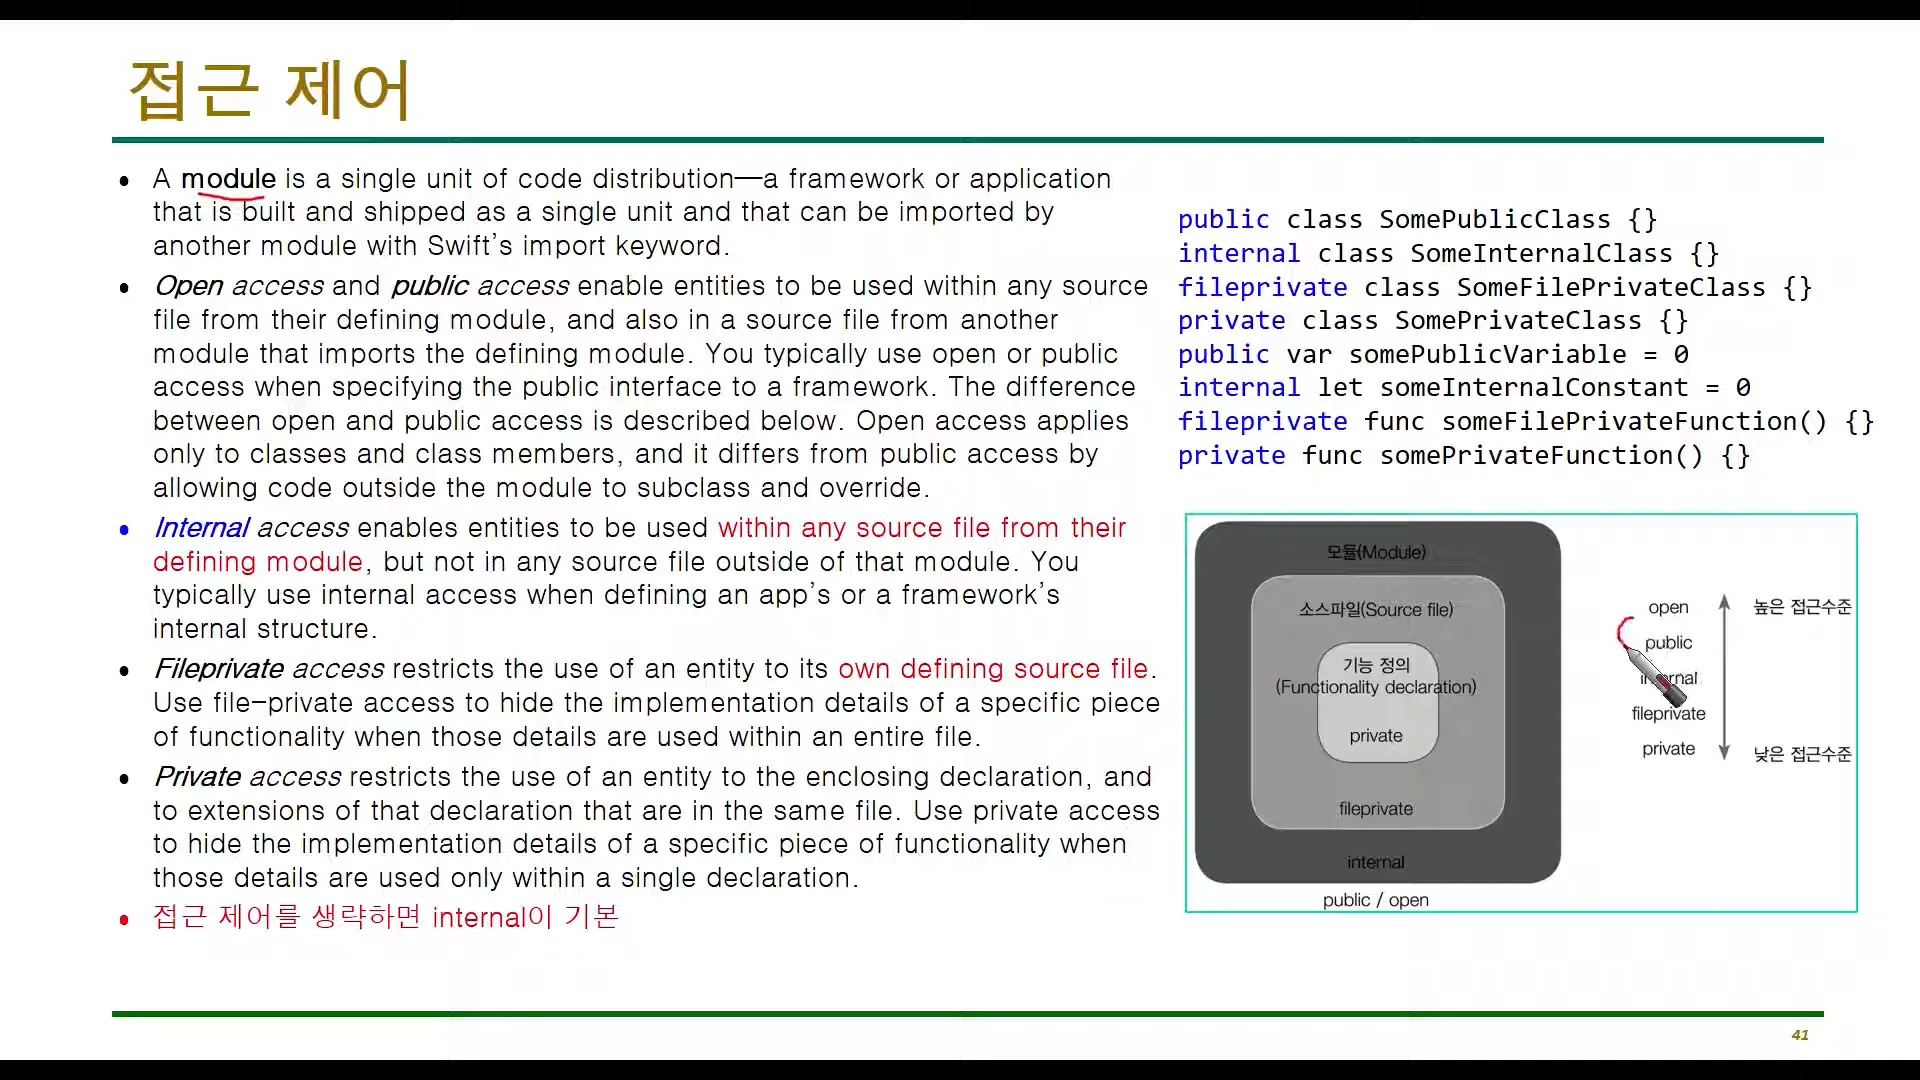 접근 제어
• A module is a single unit of code distribution—a framework or application
that is built and shipped as a single unit and that can be imported by
another module with Swift's import keyword.
• Open access and public access enable entities to be used within any source
file from their defining module, and also in a source file from another
module that imports the defining module. You typically use open or public
access when specifying the public interface to a framework. The difference
between open and public access is described below. Open access applies
only to classes and class members, and it differs from public access by
allowing code outside the module to subclass and override.
• Internal access enables entities to be used within any source file from their
defining module, but not in any source file outside of that module. You
typically use internal access when defining an app's or a framework's
internal structure.
• Fileprivate access restricts the use of an entity to its own defining source file.
Use file-private access to hide the implementation details of a specific piece
of functionality when those details are used within an entire file.
• Private access restricts the use of an entity to the enclosing declaration, and
to extensions of that declaration that are in the same file. Use private access
to hide the implementation details of a specific piece of functionality when
those details are used only within a single declaration.
• 접근 제어를 생략하면 internal이 기본
public class SomePublicClass {}
internal class SomeInternalClass {}
fileprivate class SomeFilePrivateClass {}
private class SomePrivateClass {}
public var somePublicVariable = 0
internal let someInternalConstant = 0
fileprivate func someFilePrivateFunction() {}
private func somePrivateFunction() {}
모듈(Module)
소스파일(Source file)
기능 정의
(Functionality declaration)
private
fileprivate
internal
public / open
open
public
fileprivate
private
높은 접근수준
낮은 접근수준
41